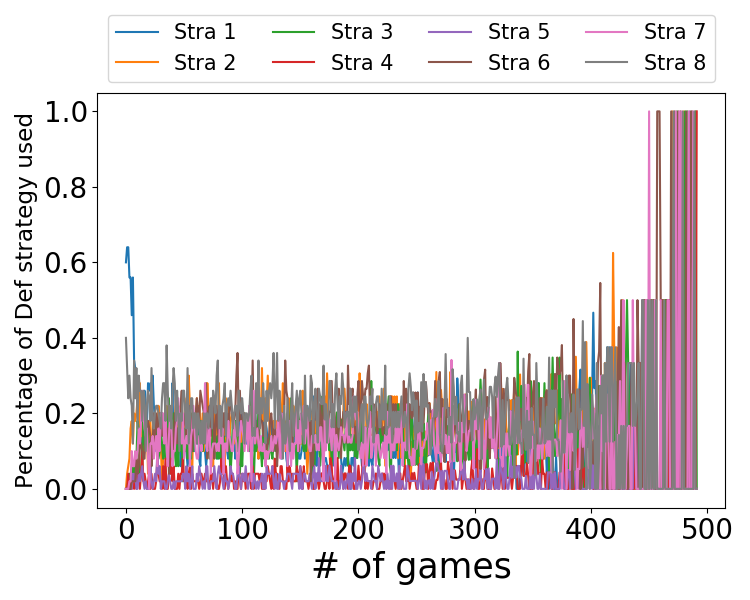 Stra 1 Stra 3 Stra 5 Stra 7
Stra 2 Stra 4 Stra 6 Stra 8
Percentage of Def strategy used
1.0
0.8
0.6
0.4
0.2
0.0
0 100 200 300 400 500
# of games